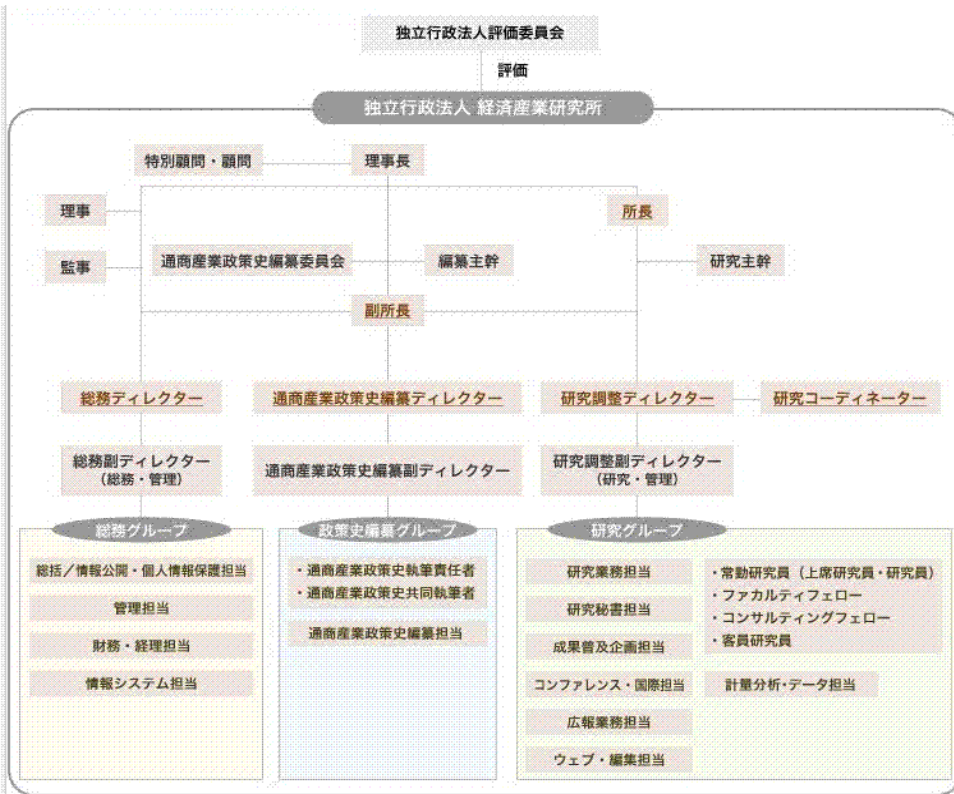 独立行政法人評価委員会
評価
独立行政法人 経済産業研究所
特別顧問・顧問
理事長
理事
所長
監事
通商産業政策史編纂委員会
編纂主幹
研究主幹
副所長
総務ディレクター
通商産業政策史編纂ディレクター
研究調整ディレクター
研究コーディネーター
総務副ディレクター
（総務・管理）
通商産業政策史編纂副ディレクター
研究調整副ディレクター
（研究・管理）
総務グループ
総括／情報公開・個人情報保護担当
管理担当
財務・経理担当
情報システム担当
政策史編纂グループ
・通商産業政策史執筆責任者
・通商産業政策史共同執筆者
通商産業政策史編纂担当
研究グループ
研究業務担当
研究秘書担当
成果普及企画担当
コンファレンス・国際担当
広報業務担当
ウェブ・編集担当
・常勤研究員（上席研究員・研究員）
・ファカルティフェロー
・コンサルティングフェロー
・客員研究員
計量分析・データ担当